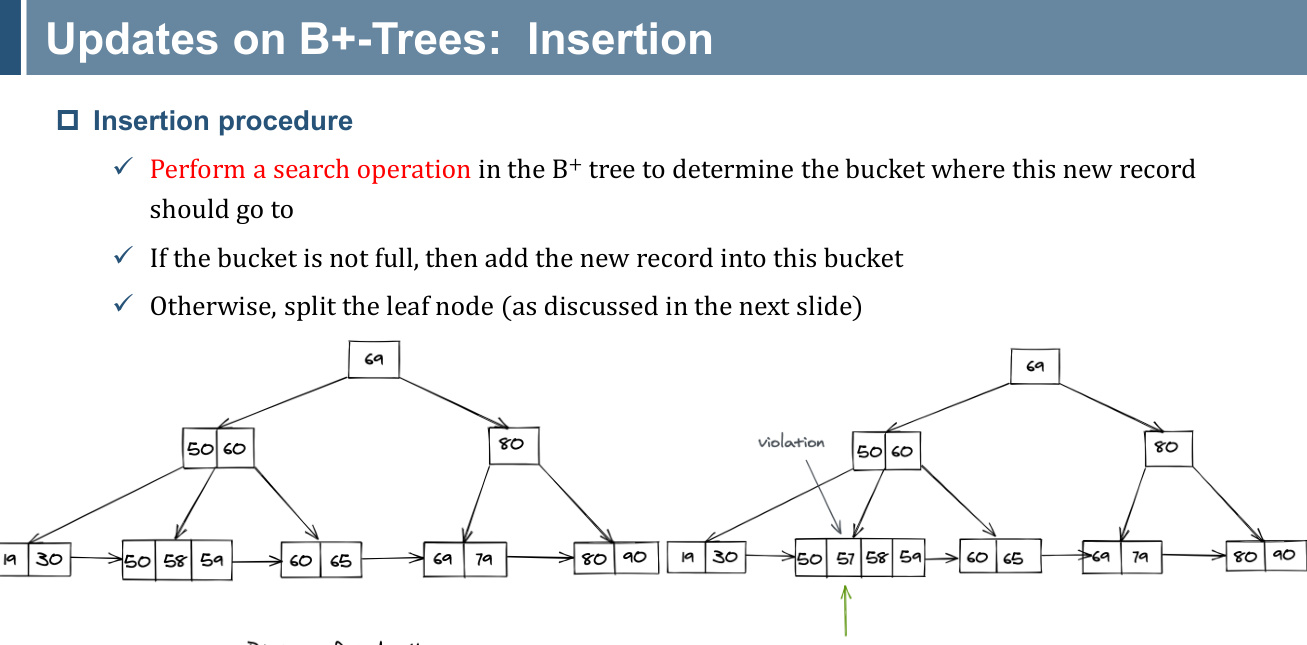 Updates on B+-Trees: Insertion
Insertion procedure
Perform a search operation in the B+ tree to determine the bucket where this new record
should go to
If the bucket is not full, then add the new record into this bucket
Otherwise, split the leaf node (as discussed in the next slide)
69
50 60
80
19 30
50 58 59
60 65
69 79
80 90
69
violation
50 60
80
19 30
50 57 58 59
60 65
69 79
80 90